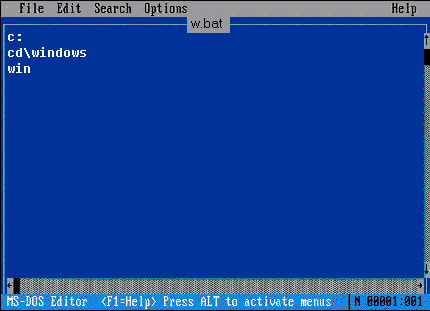 File Edit Search Options Help
w.bat
c:
cd\windows
win
MS-DOS Editor <F1=Help> Press ALT to activate menus N 00001:001